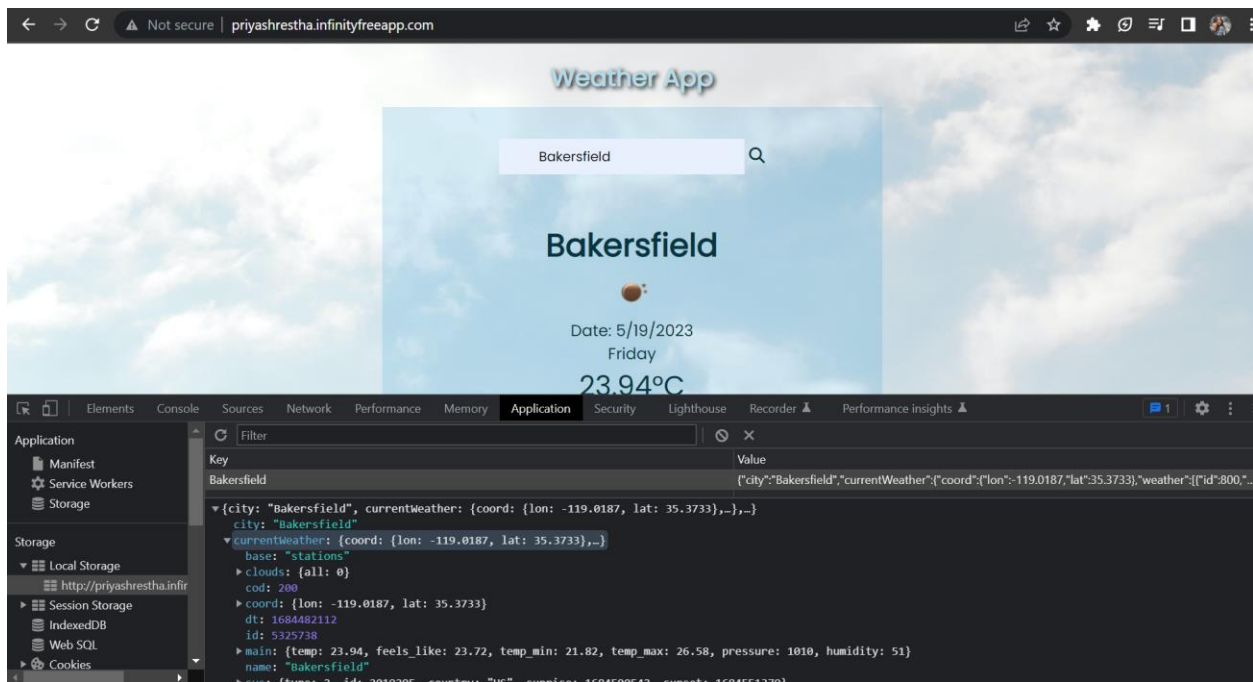 Not secure | priyashrestha.infinityfreeapp.com
Weather App
Bakersfield
Bakersfield
Date: 5/19/2023
Friday
23.94°C
Elements Console Sources Network Performance Memory Application Security Lighthouse Recorder Performance insights 1
Application
Manifest
Service Workers
Storage
Storage
Local Storage
http://priyashrestha.infir
Session Storage
IndexedDB
Web SQL
Cookies
Filter
Key Value
Bakersfield {"city":"Bakersfield","currentWeather":{"coord":{"lon":-119.0187,"lat":35.3733},"weather":[{"id":800,"...
▼{city: "Bakersfield", currentWeather: {coord: {lon: -119.0187, lat: 35.3733},…},…}
city: "Bakersfield"
▼currentWeather: {coord: {lon: -119.0187, lat: 35.3733},…}
base: "stations"
▶clouds: {all: 0}
cod: 200
▶coord: {lon: -119.0187, lat: 35.3733}
dt: 1684482112
id: 5325738
▶main: {temp: 23.94, feels_like: 23.72, temp_min: 21.82, temp_max: 26.58, pressure: 1010, humidity: 51}
name: "Bakersfield"